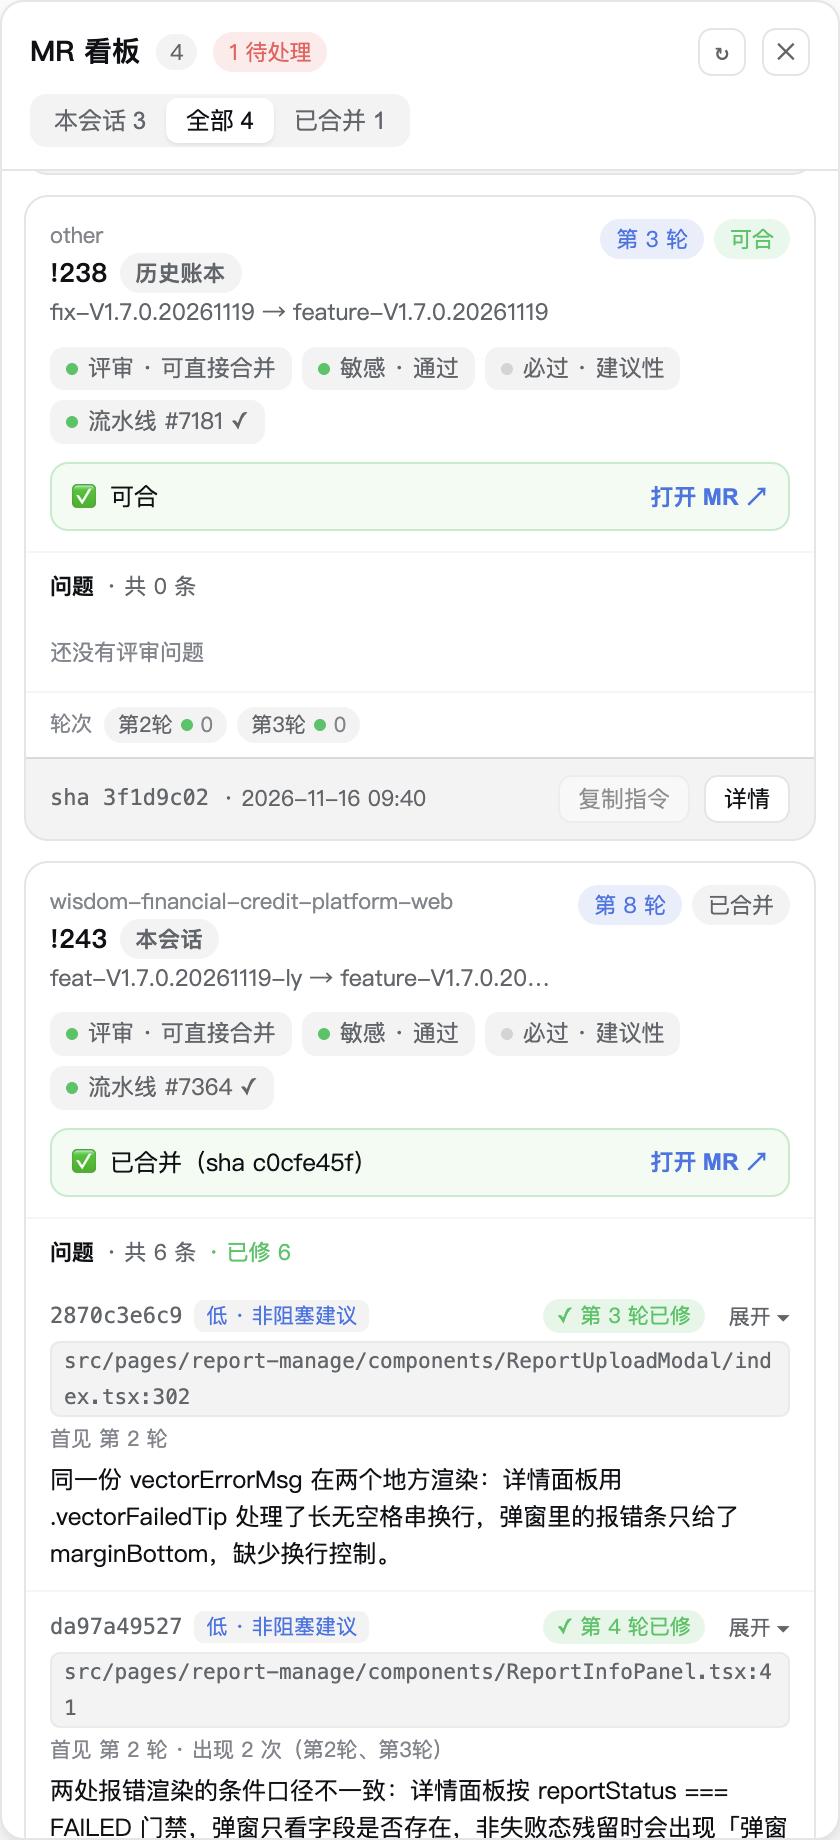 MR 看板 4 1 待处理 ↻ ×
本会话 3 全部 4 已合并 1
other 第 3 轮 可合
!238 历史账本
fix-V1.7.0.20261119 → feature-V1.7.0.20261119
评审 · 可直接合并 敏感 · 通过 必过 · 建议性
流水线 #7181 ✓
✅ 可合 打开 MR ↗
问题 · 共 0 条
还没有评审问题
轮次 第2轮 0 第3轮 0
sha 3f1d9c02 · 2026-11-16 09:40 复制指令 详情
wisdom-financial-credit-platform-web 第 8 轮 已合并
!243 本会话
feat-V1.7.0.20261119-ly → feature-V1.7.0.20...
评审 · 可直接合并 敏感 · 通过 必过 · 建议性
流水线 #7364 ✓
✅ 已合并（sha c0cfe45f） 打开 MR ↗
问题 · 共 6 条 · 已修 6
2870c3e6c9 低 · 非阻塞建议 ✓ 第 3 轮已修 展开
src/pages/report-manage/components/ReportUploadModal/ind
ex.tsx:302
首见 第 2 轮
同一份 vectorErrorMsg 在两个地方渲染：详情面板用
.vectorFailedTip 处理了长无空格串换行，弹窗里的报错条只给了
marginBottom，缺少换行控制。
da97a49527 低 · 非阻塞建议 ✓ 第 4 轮已修 展开
src/pages/report-manage/components/ReportInfoPanel.tsx:4
1
首见 第 2 轮 · 出现 2 次（第2轮、第3轮）
两处报错渲染的条件口径不一致：详情面板按 reportStatus ===
FAILED 门禁，弹窗只看字段是否存在，非失败态残留时会出现「弹窗